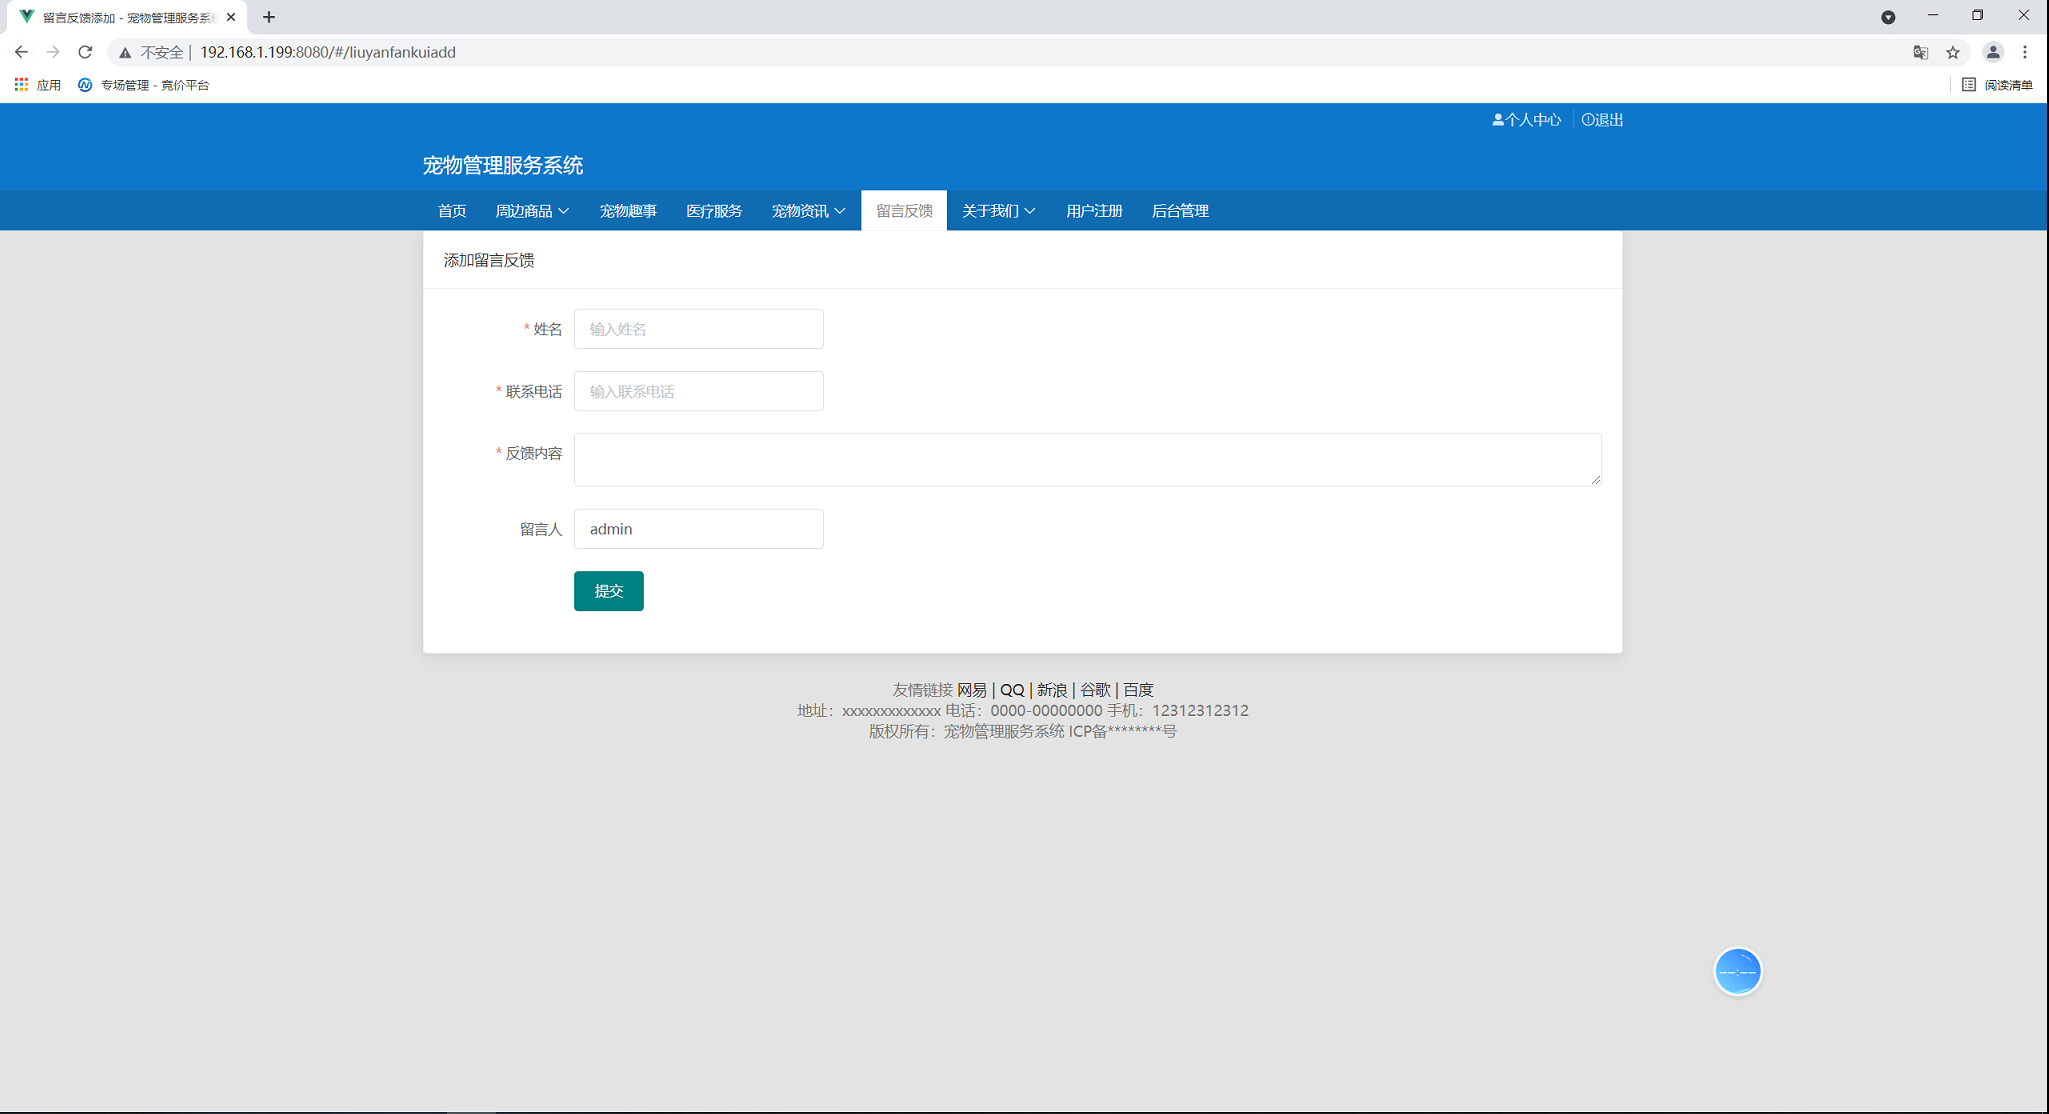 留言反馈添加 - 宠物管理服务系
不安全 | 192.168.1.199:8080/#/liuyanfankuiadd
应用 专场管理 - 竞价平台 阅读清单
个人中心 退出
宠物管理服务系统
首页 周边商品 宠物趣事 医疗服务 宠物资讯 留言反馈 关于我们 用户注册 后台管理
添加留言反馈
* 姓名 输入姓名
* 联系电话 输入联系电话
* 反馈内容
留言人 admin
提交
友情链接 网易 | QQ | 新浪 | 谷歌 | 百度
地址：xxxxxxxxxxxxx 电话：0000-00000000 手机：12312312312
版权所有：宠物管理服务系统 ICP备********号
--:--